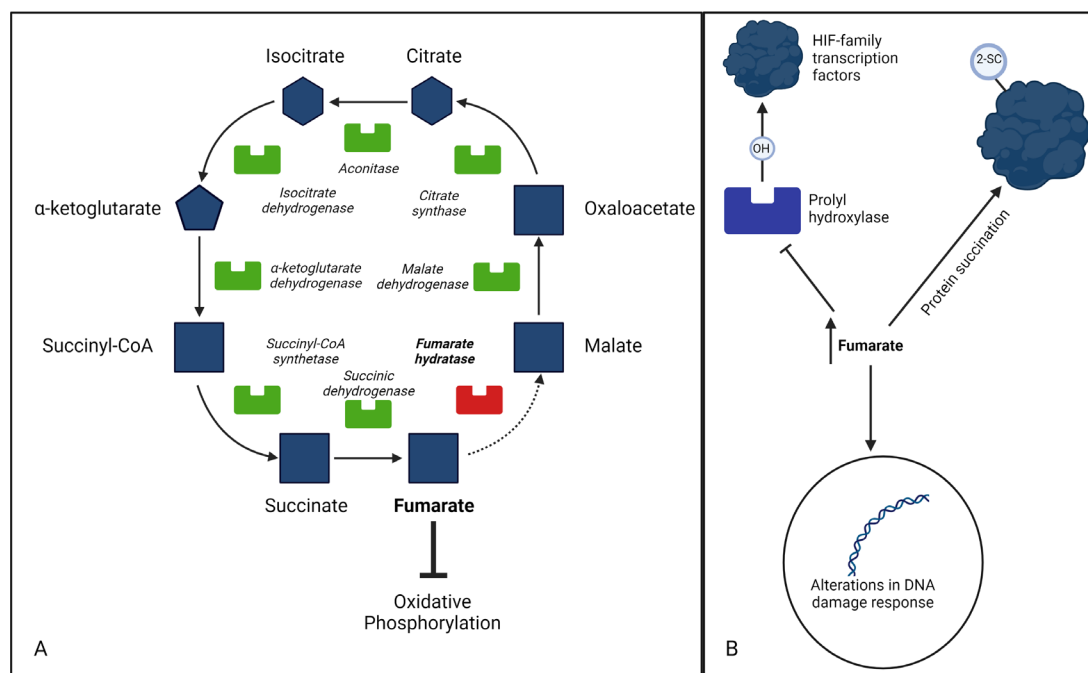 Isocitrate
Citrate
Aconitase
Isocitrate
dehydrogenase
Citrate
synthase
α-ketoglutarate
Oxaloacetate
α-ketoglutarate
dehydrogenase
Malate
dehydrogenase
Succinyl-CoA
Malate
Succinyl-CoA
synthetase
Fumarate
hydratase
Succinic
dehydrogenase
Succinate
Fumarate
Oxidative
Phosphorylation
A
HIF-family
transcription
factors
2-SC
OH
Prolyl
hydroxylase
Protein succination
Fumarate
Alterations in DNA
damage response
B